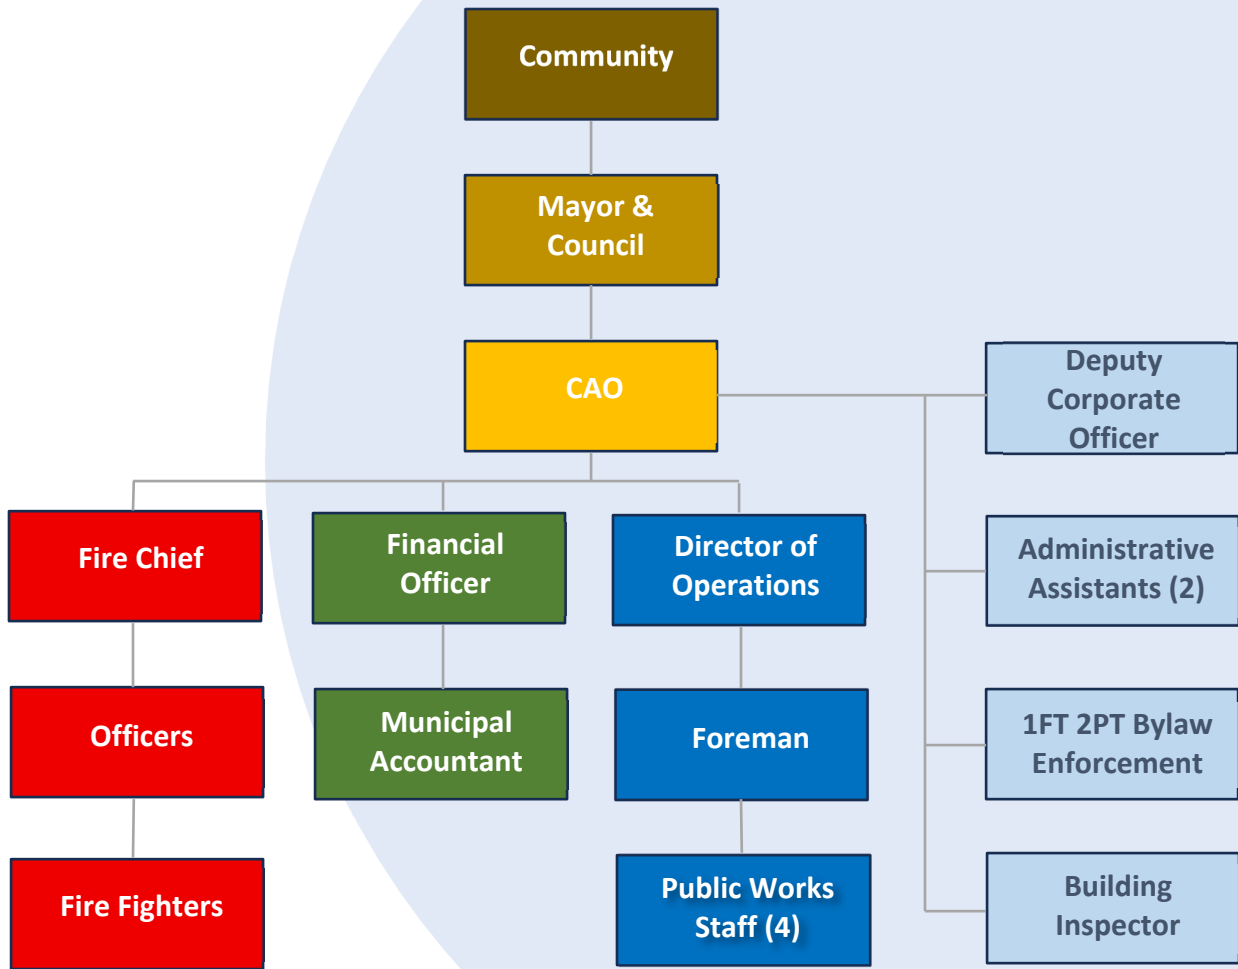 Community
Mayor &
Council
CAO
Deputy
Corporate
Officer
Fire Chief
Financial
Officer
Director of
Operations
Administrative
Assistants (2)
Officers
Municipal
Accountant
Foreman
1FT 2PT Bylaw
Enforcement
Fire Fighters
Public Works
Staff (4)
Building
Inspector